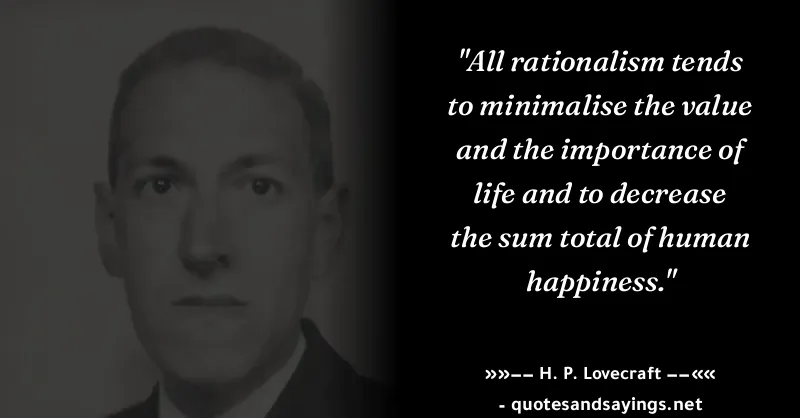 "All rationalism tends
to minimalise the value
and the importance of
life and to decrease
the sum total of human
happiness."
»»−− H. P. Lovecraft −−««
- quotesandsayings.net